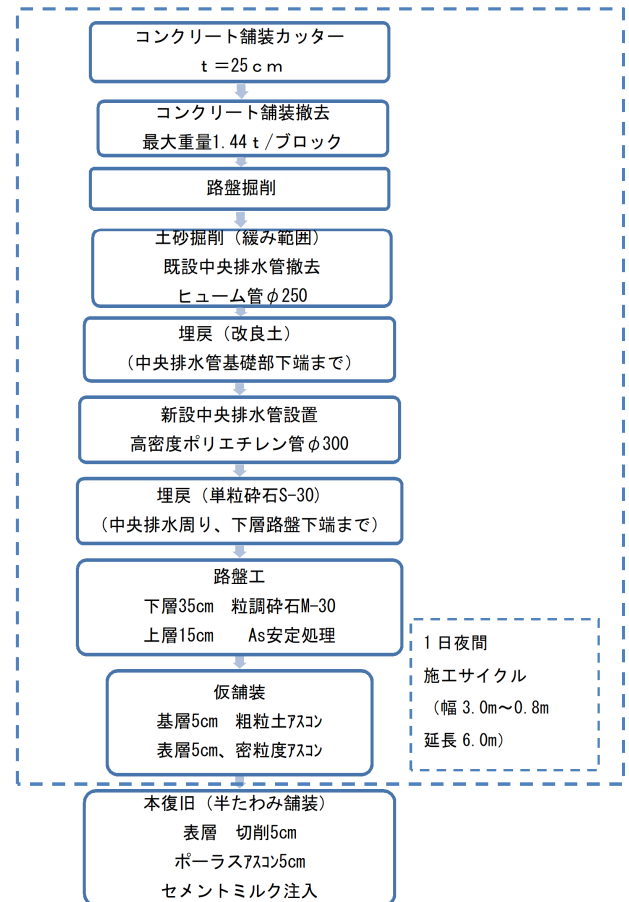 コンクリート舗装カッター
ｔ＝25ｃｍ
コンクリート舗装撤去
最大重量1.44ｔ/ブロック
路盤掘削
土砂掘削（緩み範囲）
既設中央排水管撤去
ヒューム管φ250
埋戻（改良土）
（中央排水管基礎部下端まで）
新設中央排水管設置
高密度ポリエチレン管φ300
埋戻（単粒砕石S-30）
（中央排水周り、下層路盤下端まで）
路盤工
下層35cm　粒調砕石M-30
上層15cm　　As安定処理
仮舗装
基層5cm　粗粒土ｱｽｺﾝ
表層5cm、密粒度ｱｽｺﾝ
１日夜間
施工サイクル
（幅 3.0m～0.8m
延長 6.0m）
本復旧（半たわみ舗装）
表層　切削5cm
ポーラスｱｽｺﾝ5cm
セメントミルク注入